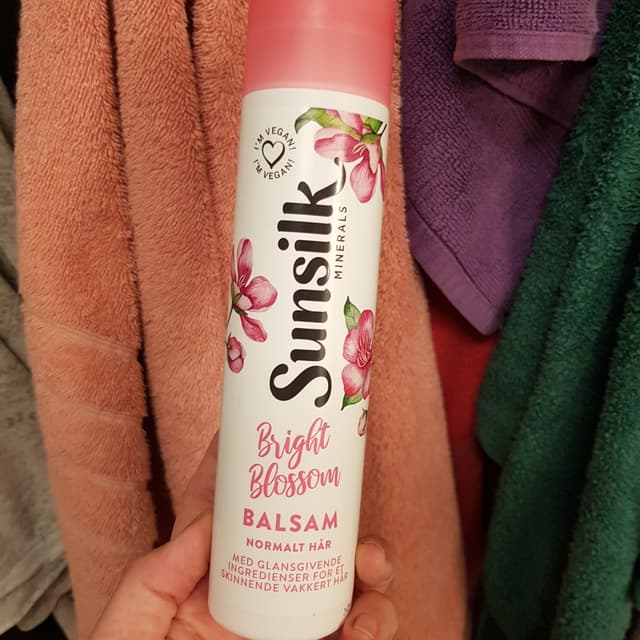 I'M VEGAN!
I'M VEGAN!
Sunsilk
MINERALS
Bright
Blossom
BALSAM
NORMALT HÅR
MED GLANSGIVENDE
INGREDIENSER FOR ET
SKINNENDE VAKKERT HÅR